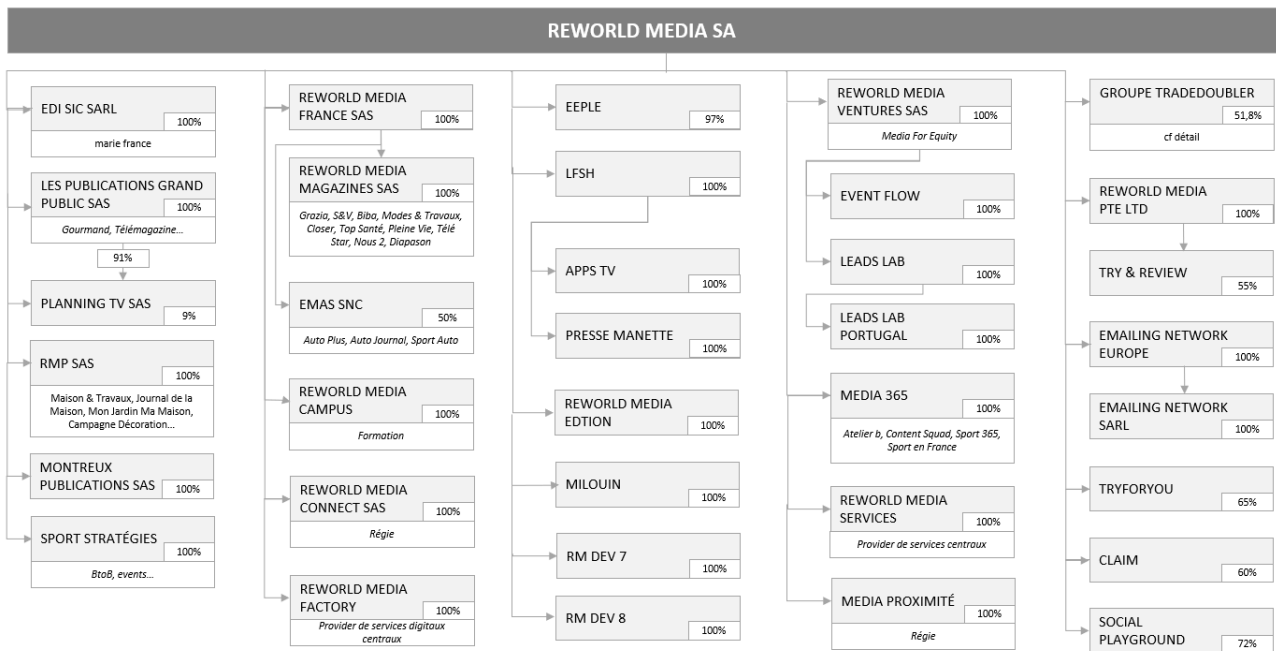 REWORLD MEDIA SA
EDI SIC SARL
100%
marie france
LES PUBLICATIONS GRAND
PUBLIC SAS
100%
Gourmand, Télémagazine...
91%
PLANNING TV SAS
9%
RMP SAS
100%
Maison & Travaux, Journal de la
Maison, Mon Jardin Ma Maison,
Campagne Décoration...
MONTREUX
PUBLICATIONS SAS
100%
SPORT STRATÉGIES
100%
BtoB, events...
REWORLD MEDIA
FRANCE SAS
100%
REWORLD MEDIA
MAGAZINES SAS
100%
Grazia, S&V, Biba, Modes & Travaux,
Closer, Top Santé, Pleine Vie, Télé
Star, Nous 2, Diapason
EMAS SNC
50%
Auto Plus, Auto Journal, Sport Auto
REWORLD MEDIA
CAMPUS
100%
Formation
REWORLD MEDIA
CONNECT SAS
100%
Régie
REWORLD MEDIA
FACTORY
100%
Provider de services digitaux
centraux
EEPLE
97%
LFSH
100%
APPS TV
100%
PRESSE MANETTE
100%
REWORLD MEDIA
EDTION
100%
MILOUIN
100%
RM DEV 7
100%
RM DEV 8
100%
REWORLD MEDIA
VENTURES SAS
100%
Media For Equity
EVENT FLOW
100%
LEADS LAB
100%
LEADS LAB
PORTUGAL
100%
MEDIA 365
100%
Atelier b, Content Squad, Sport 365,
Sport en France
REWORLD MEDIA
SERVICES
100%
Provider de services centraux
MEDIA PROXIMITÉ
100%
Régie
GROUPE TRADEDOUBLER
51,8%
cf détail
REWORLD MEDIA
PTE LTD
100%
TRY & REVIEW
55%
EMAILING NETWORK
EUROPE
100%
EMAILING NETWORK
SARL
100%
TRYFORYOU
65%
CLAIM
60%
SOCIAL
PLAYGROUND
72%